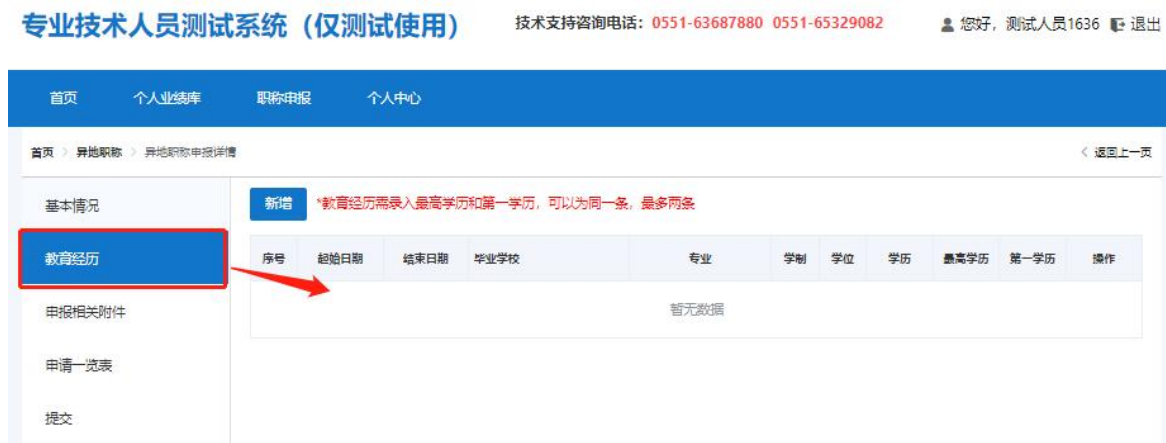 专业技术人员测试系统（仅测试使用） 技术支持咨询电话：0551-63687880 0551-65329082 您好，测试人员1636 退出
首页 个人业绩库 职称申报 个人中心
首页 > 异地职称 > 异地职称申报详情 < 返回上一页
基本情况 新增 *教育经历需录入最高学历和第一学历，可以为同一条，最多两条
教育经历 序号 起始日期 结束日期 毕业学校 专业 学制 学位 学历 最高学历 第一学历 操作
申报相关附件 暂无数据
申请一览表
提交